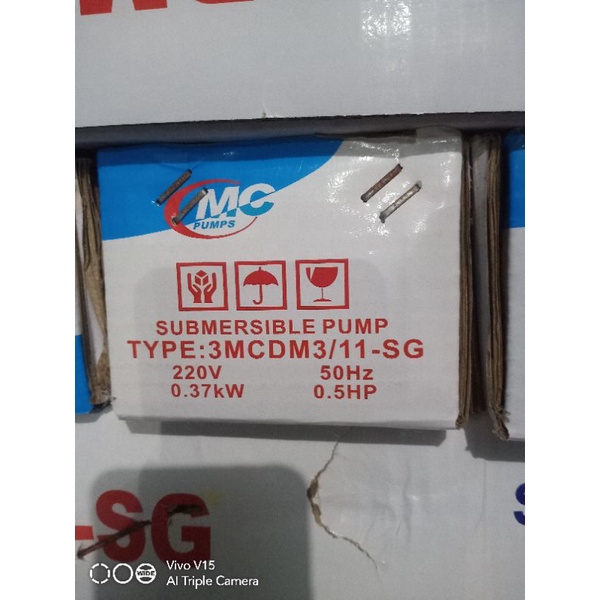 MC
PUMPS
SUBMERSIBLE PUMP
TYPE:3MCDM3/11-SG
220V 50Hz
0.37kW 0.5HP
-SG
Vivo V15
AI Triple Camera